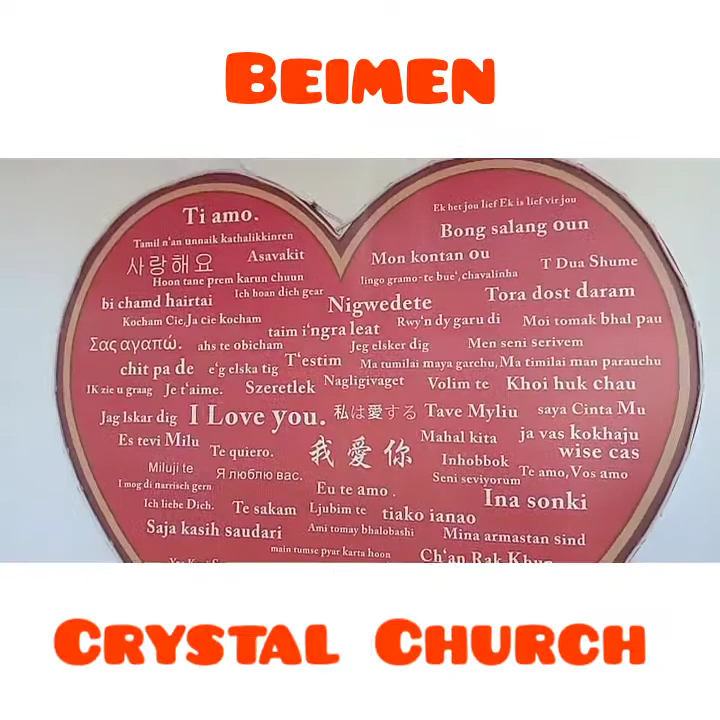 BEIMEN
Ek het jou lief Ek is lief vir jou
Ti amo.
Bong salang oun
Tamil n'an unnaik kathalikkinren
사랑해요
Asavakit
Mon kontan ou
T Dua Shume
Hoon tane prem karun chuun
lingo gramo-te bue', chavalinha
bi chamd hairtai
Ich hoan dich gear
Nigwedete
Tora dost daram
Kocham Cie,Ja cie kocham
taim i'ngra leat
Rwy'n dy garu di
Moi tomak bhal pau
Σας αγαπώ.
ahs te obicham
Jeg elsker dig
Men seni serivem
chit pa de
e'g elska tig
T'estim
Ma tumilai maya garchu, Ma timilai man parauchu
IK zie u graag
Je t'aime.
Szeretlek
Nagligivaget
Volim te
Khoi huk chau
Jag lskar dig
I Love you.
私は愛する
Tave Myliu
saya Cinta Mu
Es tevi Milu
Te quiero.
我愛你
Mahal kita
ja vas kokhaju
wise cas
Miluji te
Я люблю вас.
Inhobbok
Te amo, Vos amo
I mog di narrisch gern
Seni seviyorum
Eu te amo .
Ina sonki
Ich liebe Dich.
Te sakam
Ljubim te
tiako ianao
Saja kasih saudari
Ami tomay bhalobashi
Mina armastan sind
main tumse pyar karta hoon
Ch'an Rak Khu
CRYSTAL CHURCH